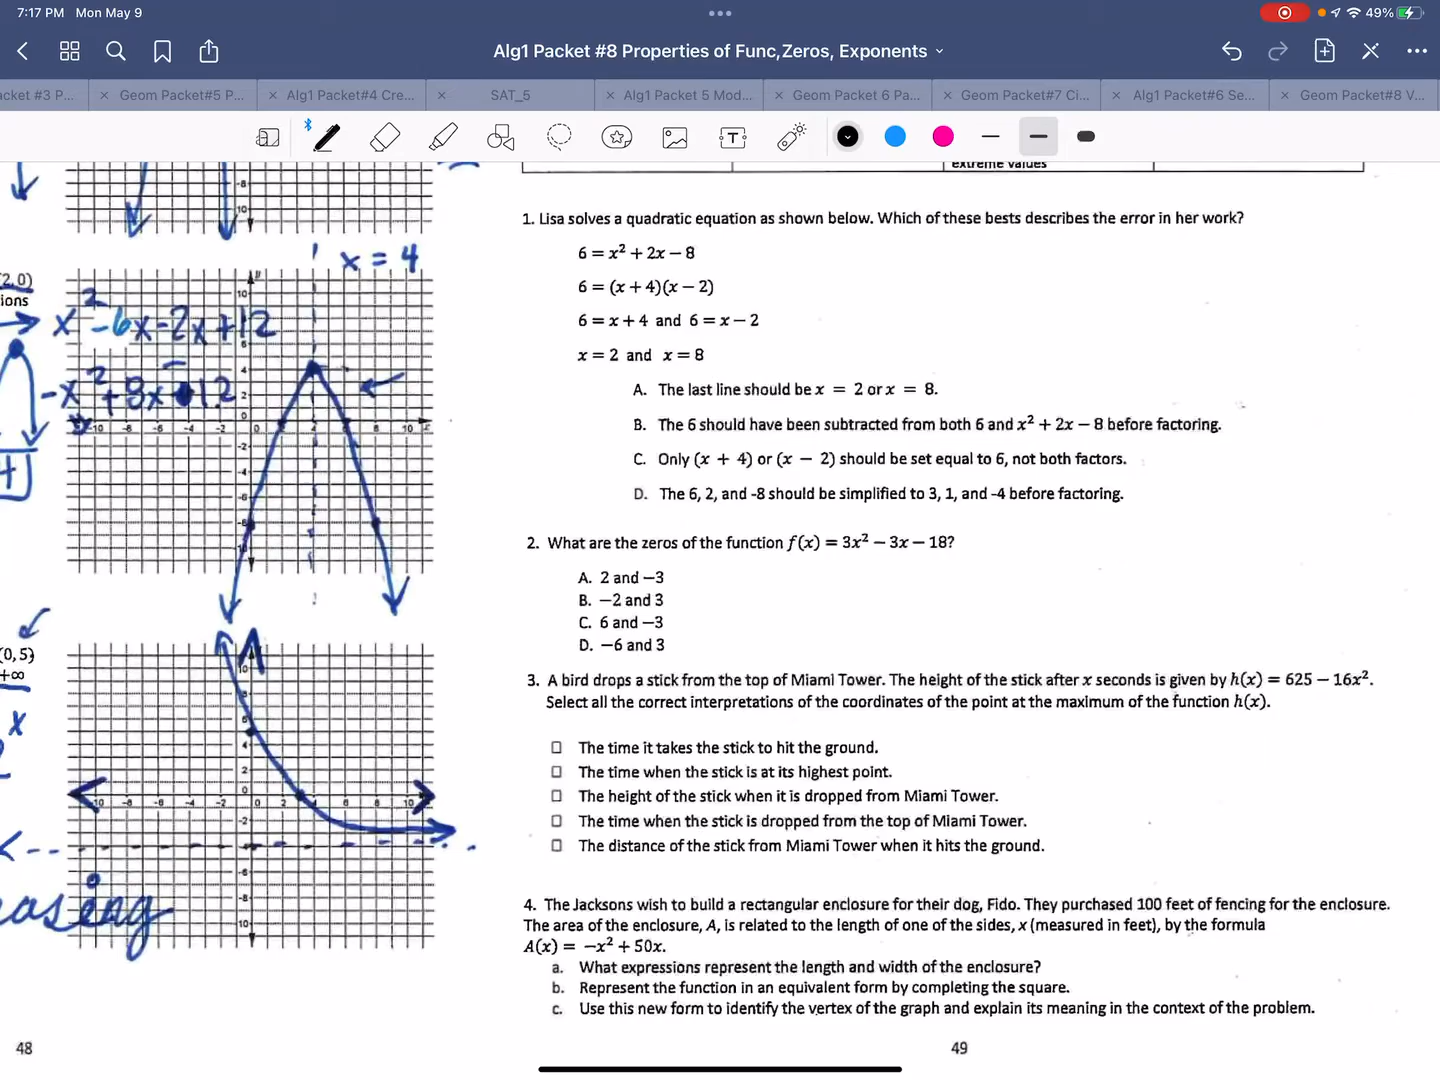 7:17 PM Mon May 9
49%
Alg1 Packet #8 Properties of Func,Zeros, Exponents
acket #3 P...
Geom Packet#5 P...
Alg1 Packet#4 Cre...
SAT_5
Alg1 Packet 5 Mod...
Geom Packet 6 Pa...
Geom Packet#7 Ci...
Alg1 Packet#6 Se...
Geom Packet#8 V...
x = 4
2,0)
ions
x² -6x-2x+12
-x²+8x-12
(0,5)
+∞
x
easing
48
extreme values
1. Lisa solves a quadratic equation as shown below. Which of these bests describes the error in her work?
6 = x² + 2x − 8
6 = (x + 4)(x − 2)
6 = x + 4 and 6 = x − 2
x = 2 and x = 8
A. The last line should be x = 2 or x = 8.
B. The 6 should have been subtracted from both 6 and x² + 2x − 8 before factoring.
C. Only (x + 4) or (x − 2) should be set equal to 6, not both factors.
D. The 6, 2, and -8 should be simplified to 3, 1, and -4 before factoring.
2. What are the zeros of the function f(x) = 3x² − 3x − 18?
A. 2 and −3
B. −2 and 3
C. 6 and −3
D. −6 and 3
3. A bird drops a stick from the top of Miami Tower. The height of the stick after x seconds is given by h(x) = 625 − 16x².
Select all the correct interpretations of the coordinates of the point at the maximum of the function h(x).
The time it takes the stick to hit the ground.
The time when the stick is at its highest point.
The height of the stick when it is dropped from Miami Tower.
The time when the stick is dropped from the top of Miami Tower.
The distance of the stick from Miami Tower when it hits the ground.
4. The Jacksons wish to build a rectangular enclosure for their dog, Fido. They purchased 100 feet of fencing for the enclosure.
The area of the enclosure, A, is related to the length of one of the sides, x (measured in feet), by the formula
A(x) = −x² + 50x.
a. What expressions represent the length and width of the enclosure?
b. Represent the function in an equivalent form by completing the square.
c. Use this new form to identify the vertex of the graph and explain its meaning in the context of the problem.
49